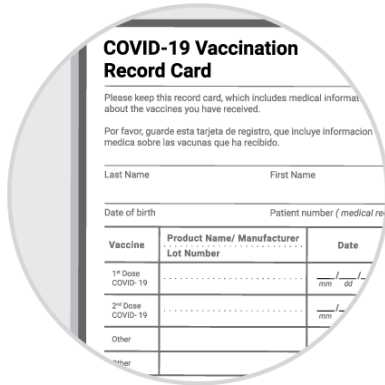 COVID-19 Vaccination
Record Card
Please keep this record card, which includes medical
about the vaccines you have received.
Por favor, guarde esta tarjeta de registro, que incluye informacion
medica sobre las vacunas que ha recibido.
Last Name First Name
Date of birth Patient number ( medical
Vaccine Product Name/ Manufacturer Date
Lot Number
1st Dose
COVID- 19
mm dd
2nd Dose
COVID- 19
mm
Other
Other